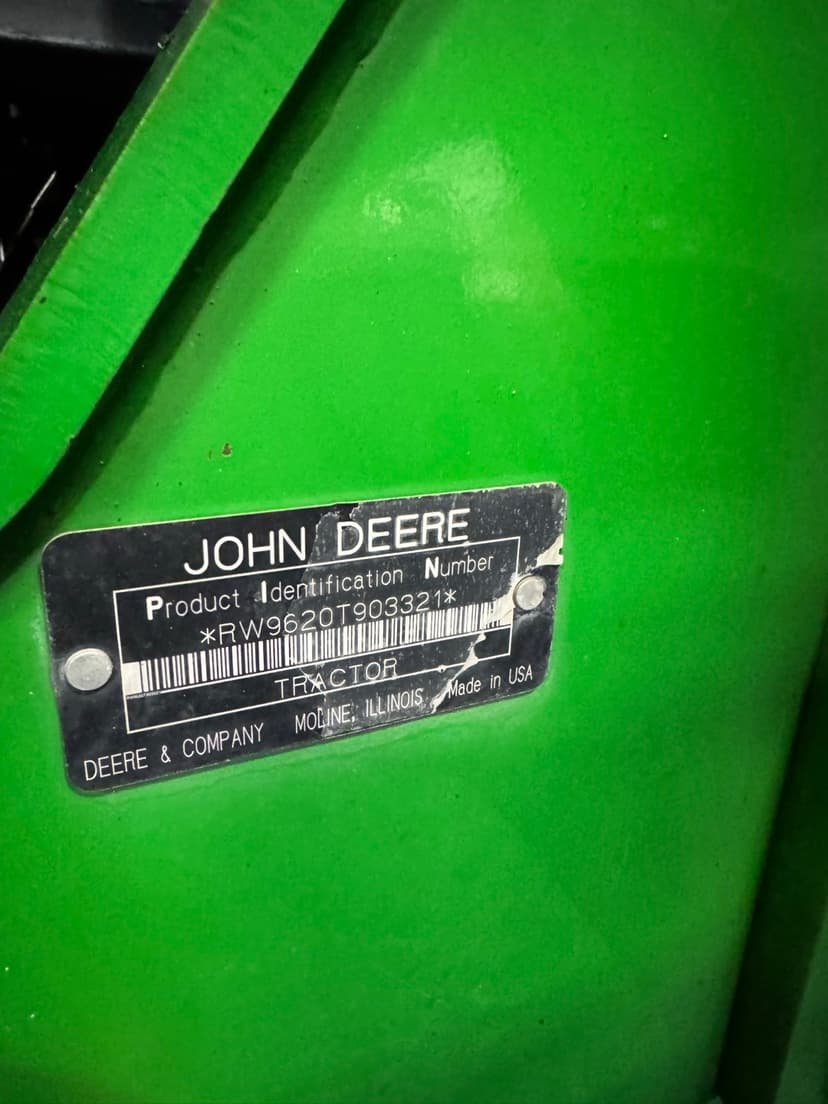 JOHN DEERE
Product Identification Number
*RW9620T903321*
TRACTOR
DEERE & COMPANY MOLINE, ILLINOIS Made in USA